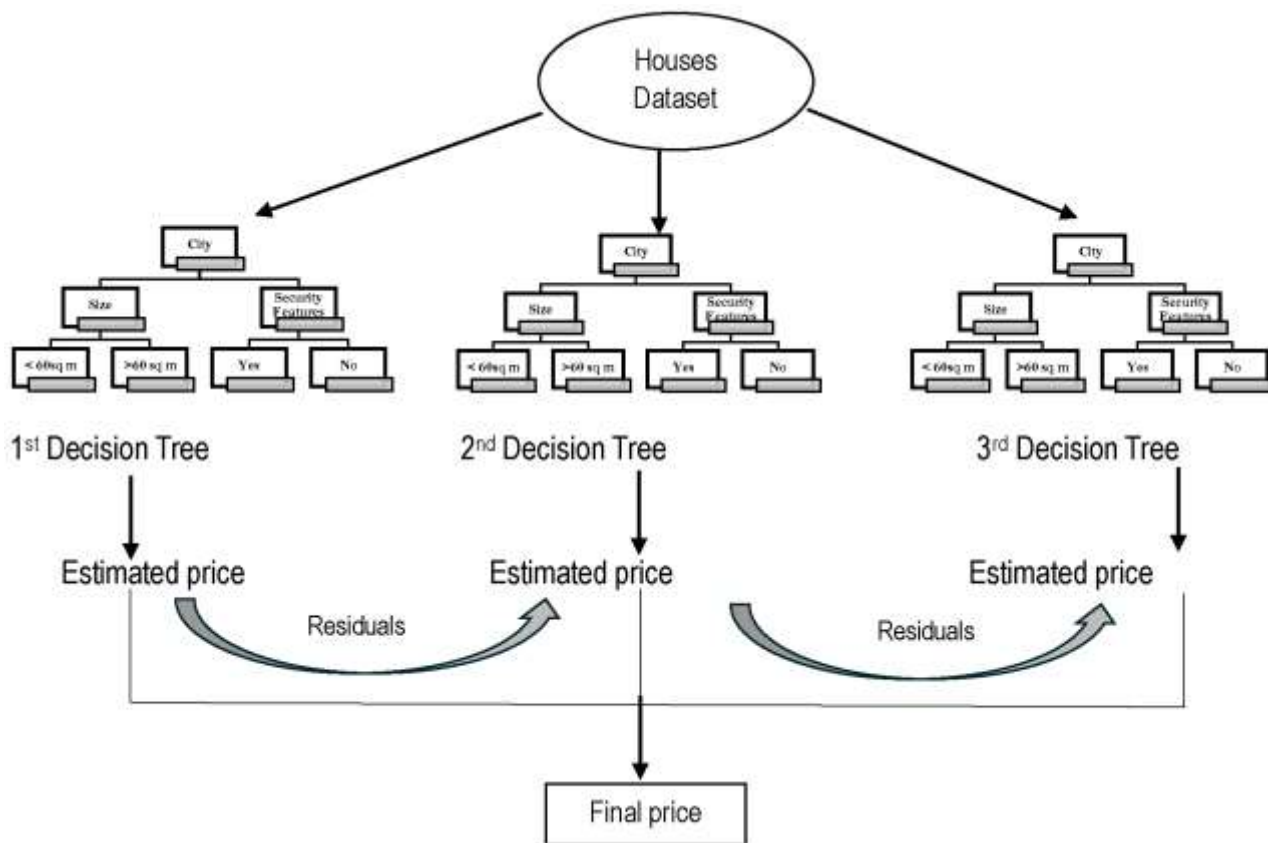 Houses
Dataset
City
Size
Security
Features
< 60sq m
>60 sq m
Yes
No
City
Size
Security
Features
< 60sq m
>60 sq m
Yes
No
City
Size
Security
Features
< 60sq m
>60 sq m
Yes
No
1st Decision Tree
2nd Decision Tree
3rd Decision Tree
Estimated price
Estimated price
Estimated price
Residuals
Residuals
Final price